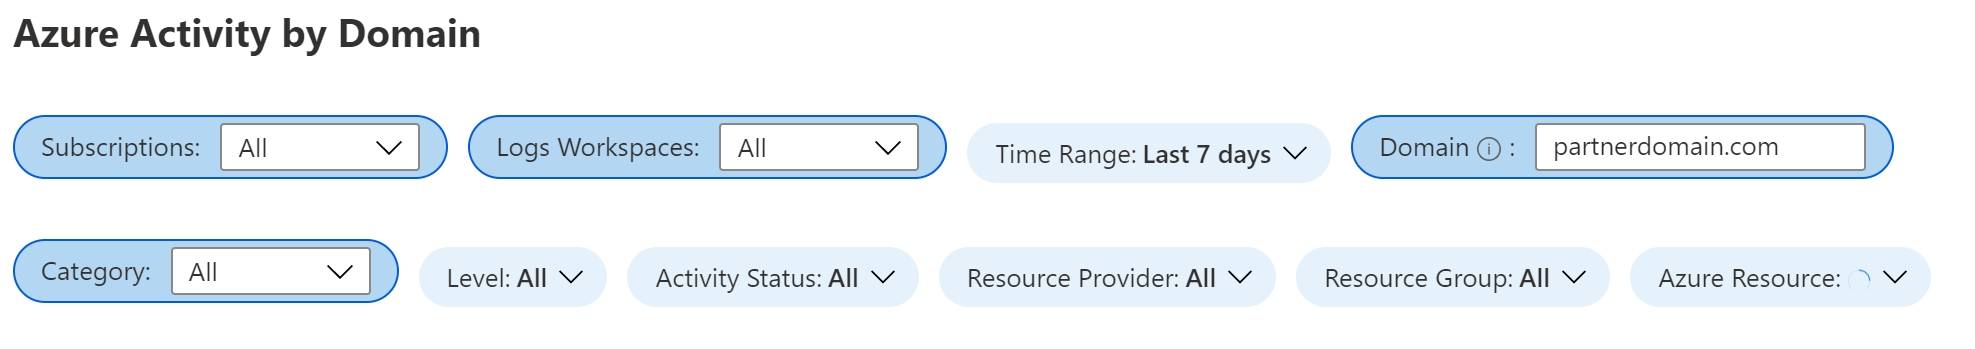 Azure Activity by Domain
Subscriptions: All Logs Workspaces: All Time Range: Last 7 days Domain ⓘ : partnerdomain.com
Category: All Level: All Activity Status: All Resource Provider: All Resource Group: All Azure Resource: